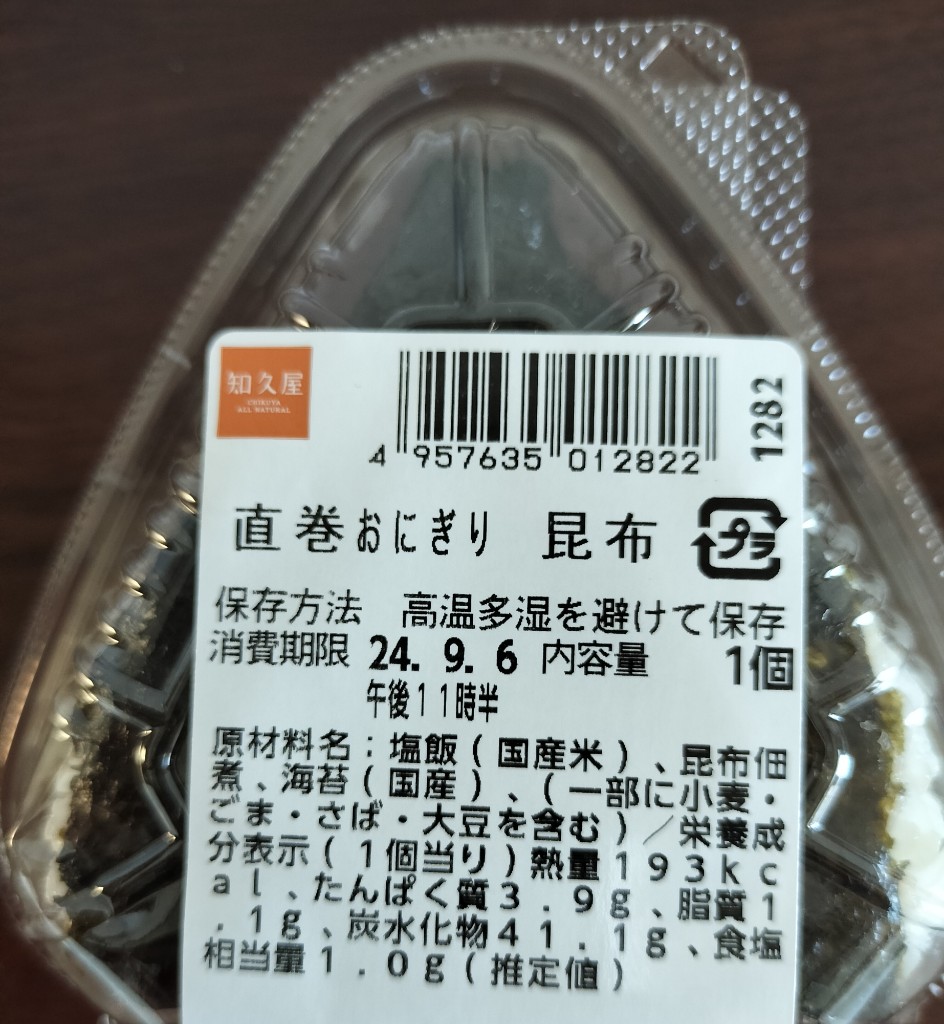 知久屋
CHIKUYA
ALL NATURAL
4 957635 012822
1282
直巻おにぎり 昆布
プラ
保存方法 高温多湿を避けて保存
消費期限 24. 9. 6 内容量 1個
午後11時半
原材料名:塩飯(国産米)、昆布佃
煮、海苔(国産)、(一部に小麦・
ごま・さば・大豆を含む)/栄養成
分表示(1個当り)熱量193kc
al、たんぱく質3.9g、脂質1
.1g、炭水化物41.1g、食塩
相当量1.0g(推定値)